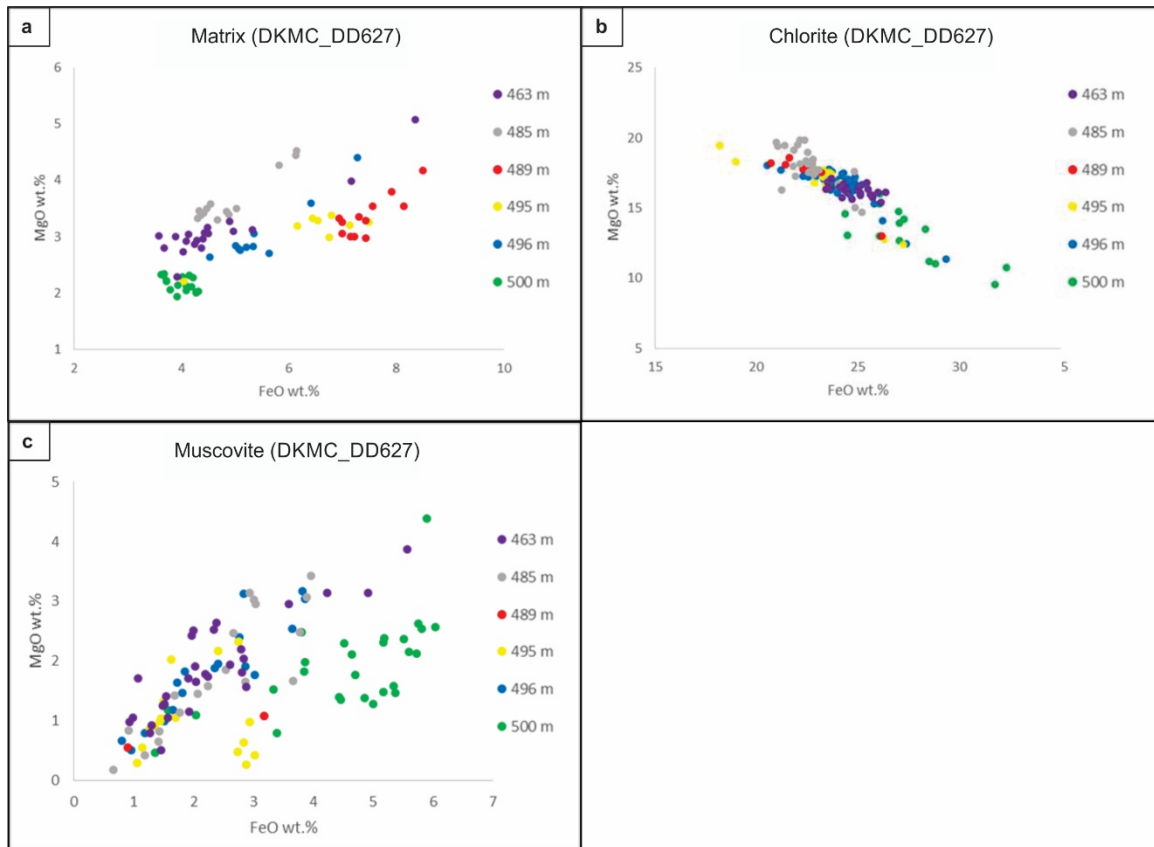 a
Matrix (DKMC_DD627)
6
5
4
3
2
1
MgO wt.%
2
4
6
8
10
FeO wt.%
463 m
485 m
489 m
495 m
496 m
500 m
b
Chlorite (DKMC_DD627)
25
20
15
10
5
MgO wt.%
15
20
25
30
5
FeO wt.%
463 m
485 m
489 m
495 m
496 m
500 m
c
Muscovite (DKMC_DD627)
5
4
3
2
1
0
MgO wt.%
0
1
2
3
4
5
6
7
FeO wt.%
463 m
485 m
489 m
495 m
496 m
500 m